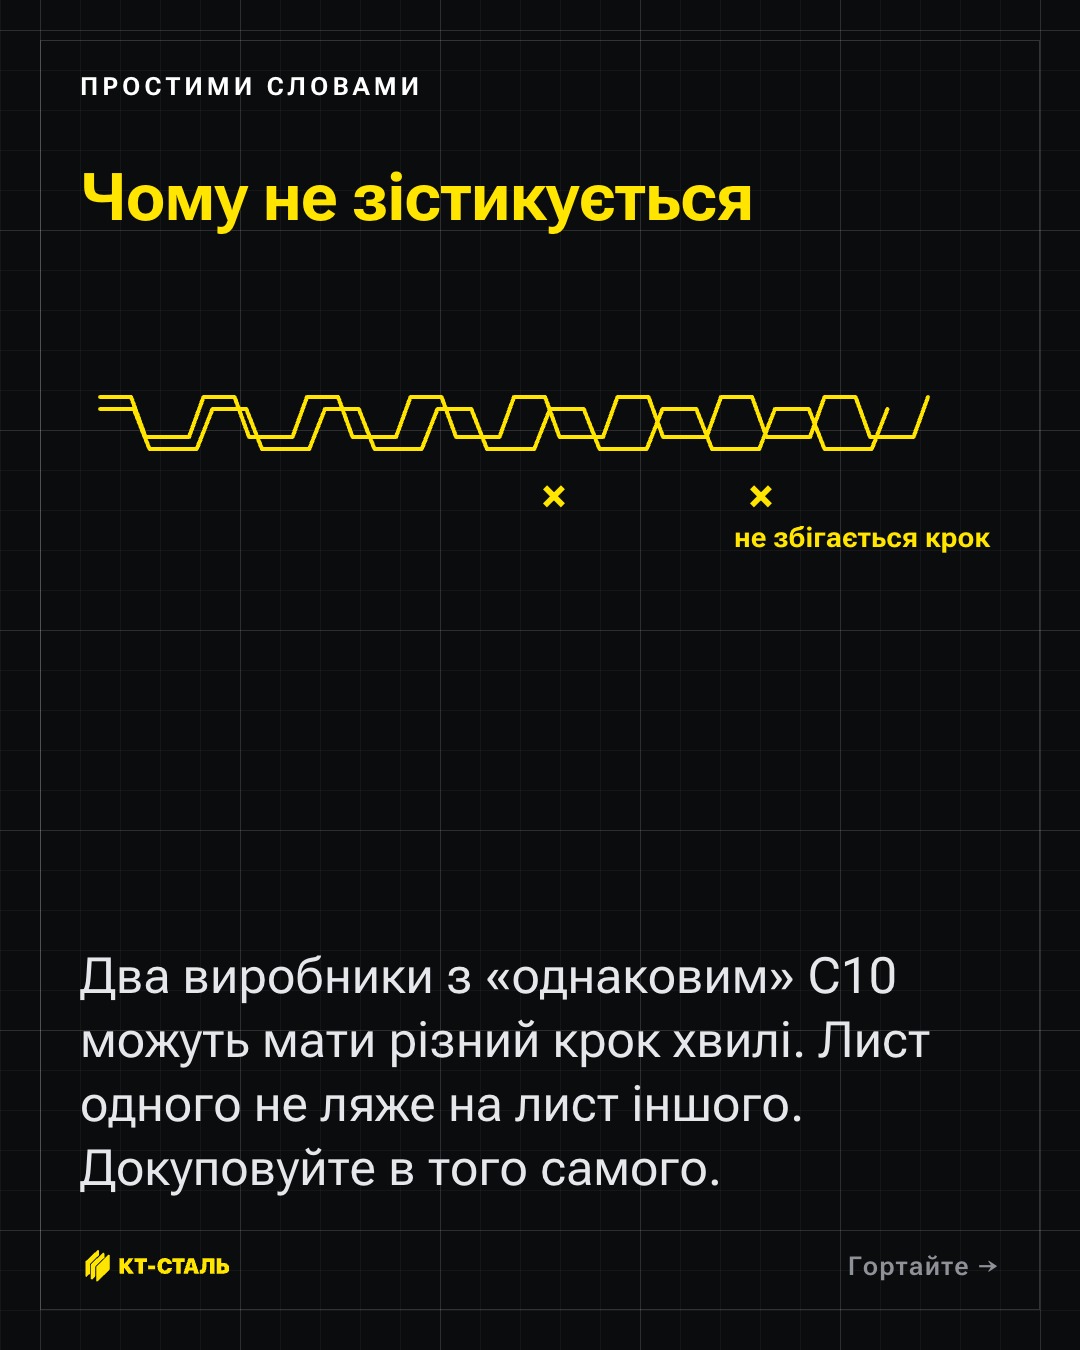 ПРОСТИМИ СЛОВАМИ
Чому не зістикується
не збігається крок
Два виробники з «однаковим» С10
можуть мати різний крок хвилі. Лист
одного не ляже на лист іншого.
Докуповуйте в того самого.
КТ-СТАЛЬ
Гортайте →